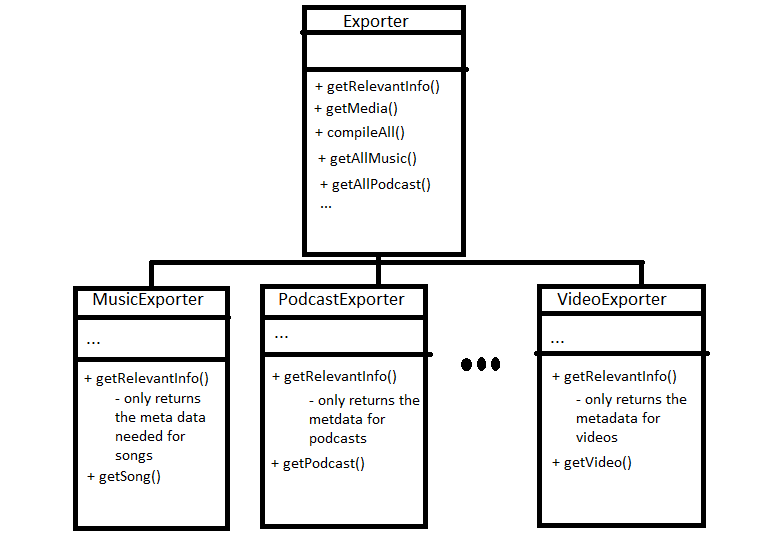 Exporter
+ getRelevantInfo()
+ getMedia()
+ compileAll()
+ getAllMusic()
+ getAllPodcast()
...
MusicExporter
...
+ getRelevantInfo()
- only returns
the meta data
needed for
songs
+ getSong()
PodcastExporter
...
+ getRelevantInfo()
- only returns the
metdata for
podcasts
+ getPodcast()
VideoExporter
...
+ getRelevantInfo()
- only returns the
metadata for
videos
+ getVideo()